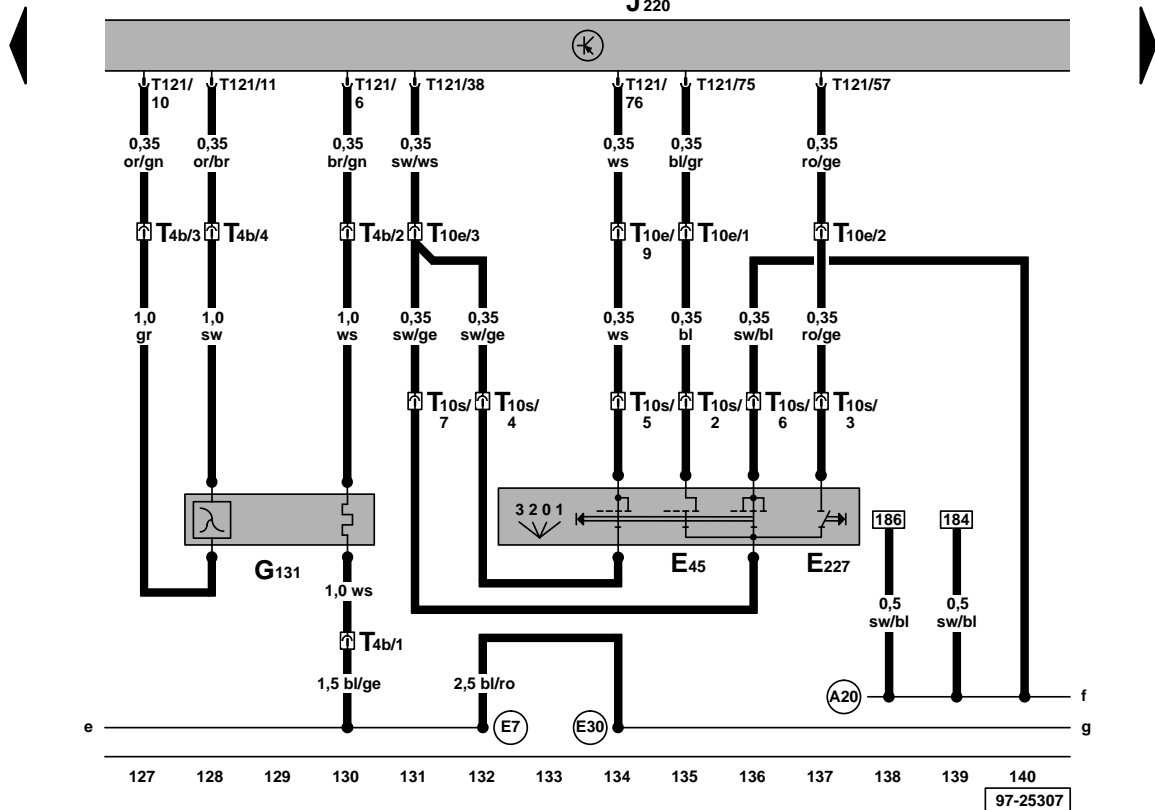 J220
T121/
10
T121/11
T121/
6
T121/38
T121/
76
T121/75
T121/57
0,35
or/gn
0,35
or/br
0,35
br/gn
0,35
sw/ws
0,35
ws
0,35
bl/gr
0,35
ro/ge
T4b/3
T4b/4
T4b/2
T10e/3
T10e/
9
T10e/1
T10e/2
1,0
gr
1,0
sw
1,0
ws
0,35
sw/ge
0,35
sw/ge
0,35
ws
0,35
bl
0,35
sw/bl
0,35
ro/ge
T10s/
7
T10s/
4
T10s/
5
T10s/
2
T10s/
6
T10s/
3
3 2 0 1
186
184
G131
E45
E227
1,0 ws
0,5
sw/bl
0,5
sw/bl
T4b/1
1,5 bl/ge
2,5 bl/ro
A20
f
e
E7
E30
g
127 128 129 130 131 132 133 134 135 136 137 138 139 140
97-25307